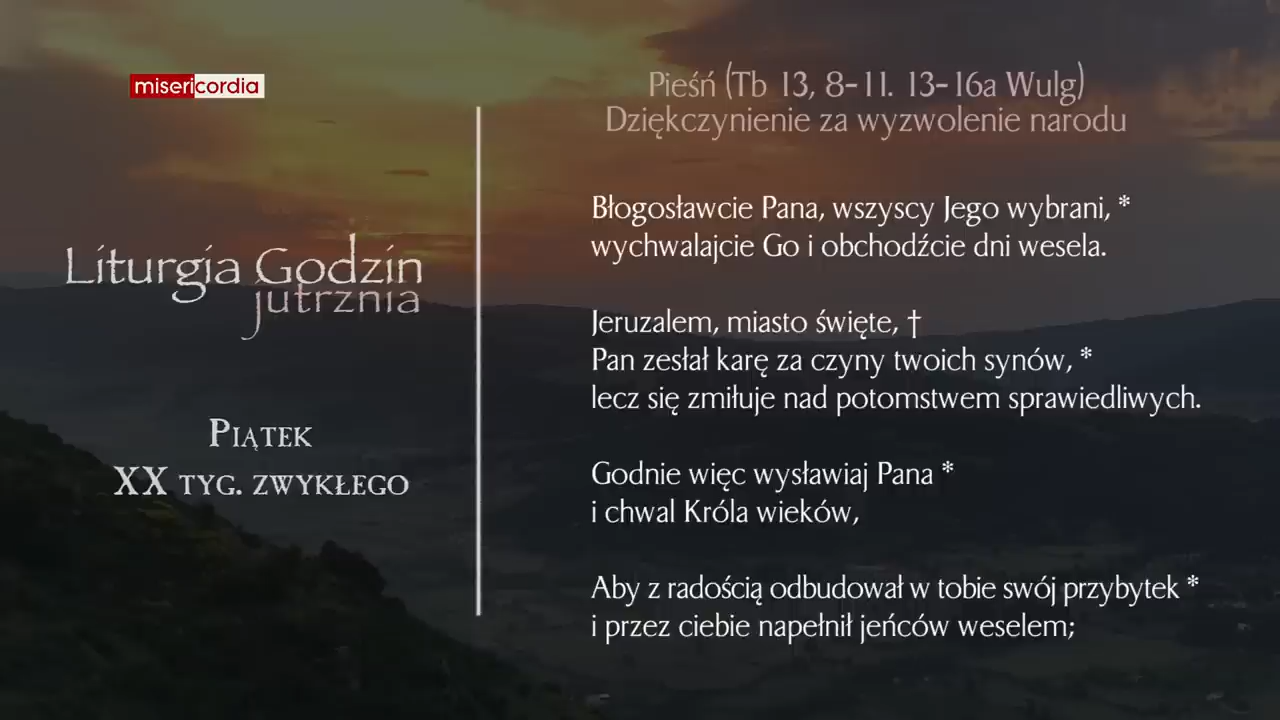 misericordia
Liturgia Godzin
jutrznia
Piątek
XX tyg. zwykłego
Pieśń (Tb 13, 8-11. 13-16a Wulg)
Dziękczynienie za wyzwolenie narodu
Błogosławcie Pana, wszyscy Jego wybrani, *
wychwalajcie Go i obchodźcie dni wesela.
Jeruzalem, miasto święte, †
Pan zesłał karę za czyny twoich synów, *
lecz się zmiłuje nad potomstwem sprawiedliwych.
Godnie więc wysławiaj Pana *
i chwal Króla wieków,
Aby z radością odbudował w tobie swój przybytek *
i przez ciebie napełnił jeńców weselem;